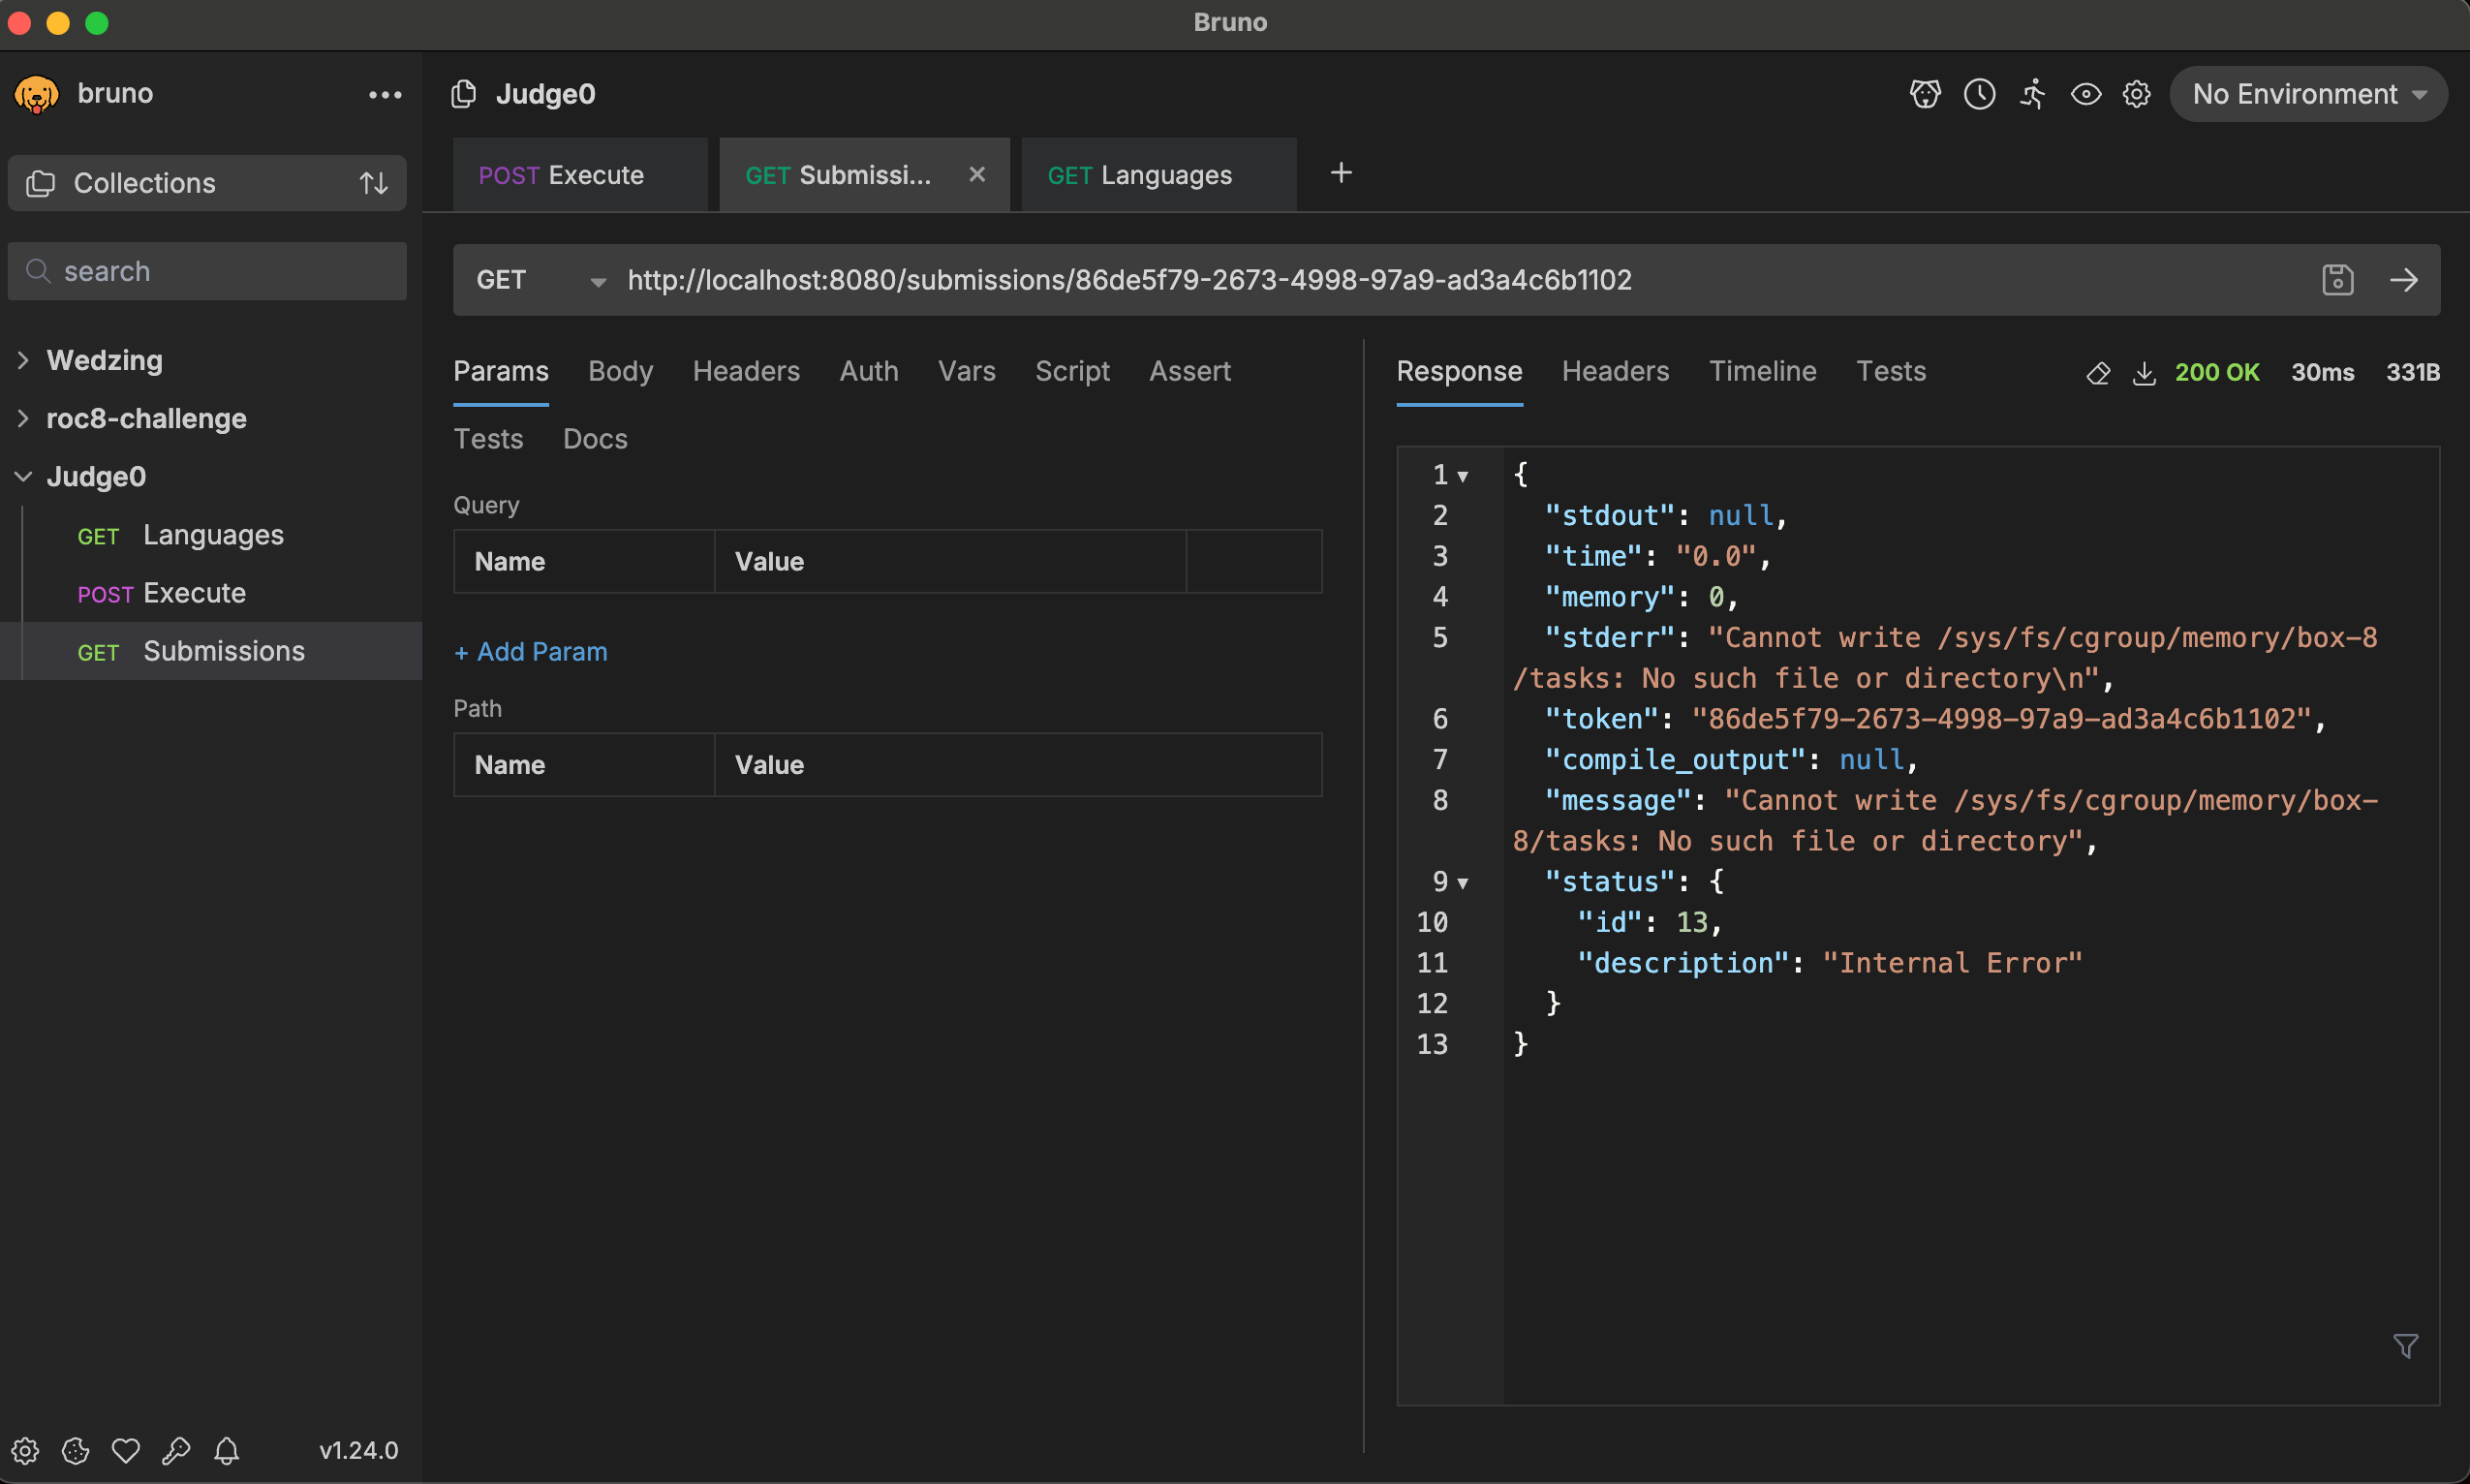 Bruno
bruno
Judge0
No Environment
Collections
POST Execute
GET Submissi...
GET Languages
search
GET
http://localhost:8080/submissions/86de5f79-2673-4998-97a9-ad3a4c6b1102
Wedzing
roc8-challenge
Judge0
GET Languages
POST Execute
GET Submissions
Params Body Headers Auth Vars Script Assert
Tests Docs
Query
Name Value
+ Add Param
Path
Name Value
Response Headers Timeline Tests
200 OK 30ms 331B
1 {
2 "stdout": null,
3 "time": "0.0",
4 "memory": 0,
5 "stderr": "Cannot write /sys/fs/cgroup/memory/box-8
/tasks: No such file or directory\n",
6 "token": "86de5f79-2673-4998-97a9-ad3a4c6b1102",
7 "compile_output": null,
8 "message": "Cannot write /sys/fs/cgroup/memory/box-
8/tasks: No such file or directory",
9 "status": {
10 "id": 13,
11 "description": "Internal Error"
12 }
13 }
v1.24.0